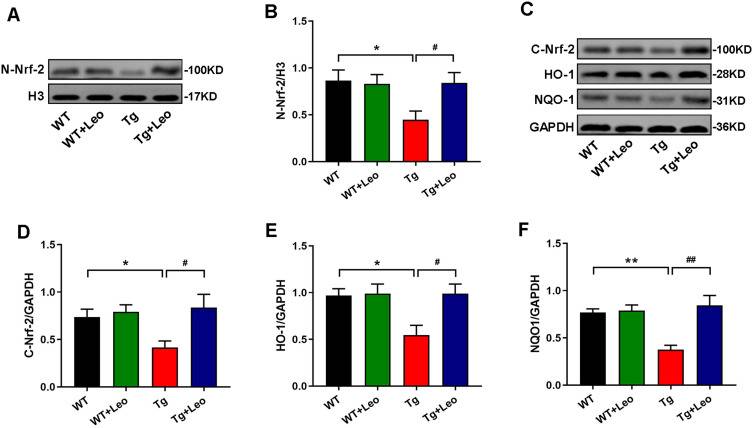 A
N-Nrf-2
-100KD
H3
-17KD
WT
WT+Leo
Tg
Tg+Leo
B
N-Nrf-2/H3
1.5
1.0
0.5
0.0
*
#
WT
WT+Leo
Tg
Tg+Leo
C
C-Nrf-2
-100KD
HO-1
-28KD
NQO-1
-31KD
GAPDH
-36KD
WT
WT+Leo
Tg
Tg+Leo
D
C-Nrf-2/GAPDH
1.5
1.0
0.5
0.0
*
#
WT
WT+Leo
Tg
Tg+Leo
E
HO-1/GAPDH
1.5
1.0
0.5
0.0
*
#
WT
WT+Leo
Tg
Tg+Leo
F
NQO1/GAPDH
1.5
1.0
0.5
0.0
**
##
WT
WT+Leo
Tg
Tg+Leo